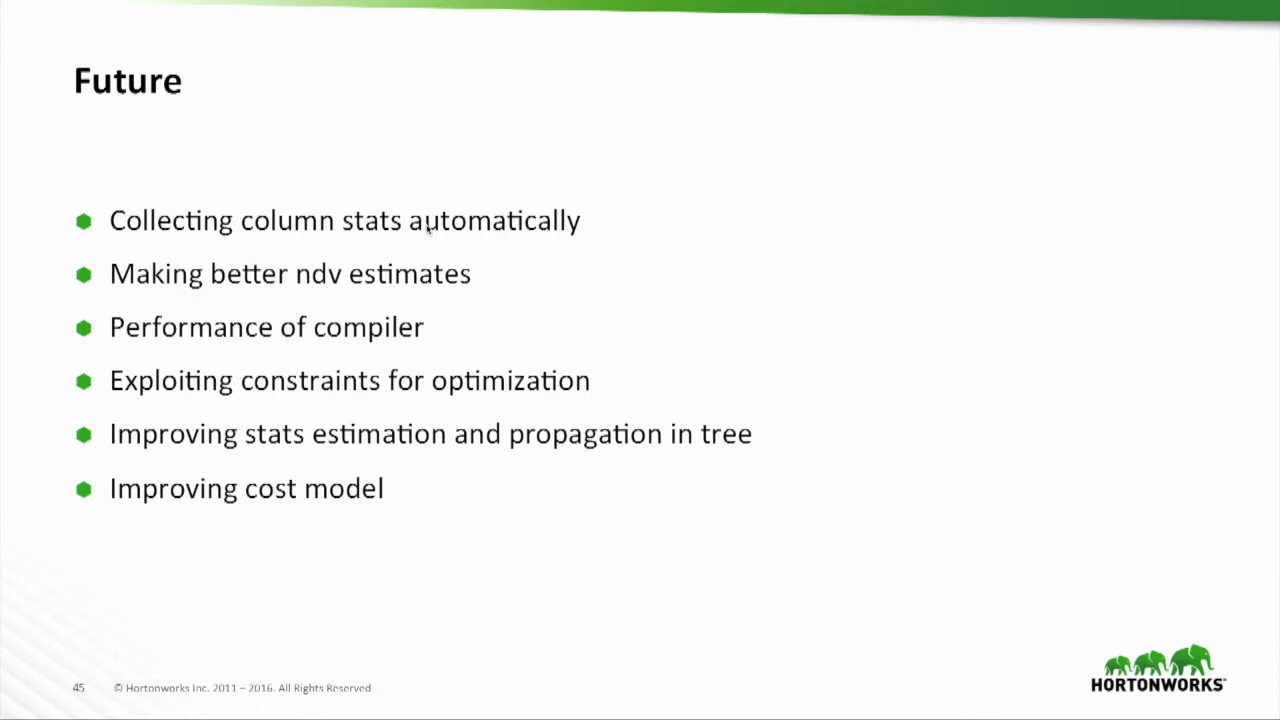 Future
Collecting column stats automatically
Making better ndv estimates
Performance of compiler
Exploiting constraints for optimization
Improving stats estimation and propagation in tree
Improving cost model
45 © Hortonworks Inc. 2011 – 2016. All Rights Reserved
HORTONWORKS